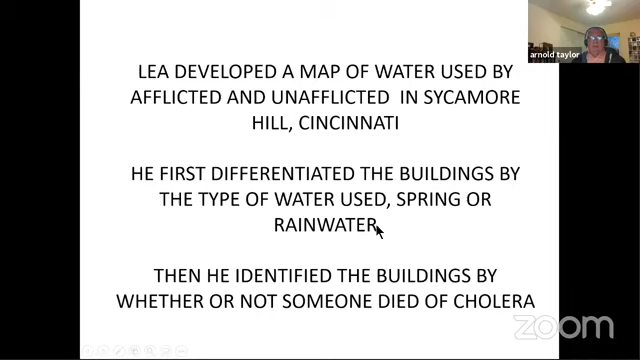 arnold taylor
LEA DEVELOPED A MAP OF WATER USED BY
AFFLICTED AND UNAFFLICTED IN SYCAMORE
HILL, CINCINNATI
HE FIRST DIFFERENTIATED THE BUILDINGS BY
THE TYPE OF WATER USED, SPRING OR
RAINWATER
THEN HE IDENTIFIED THE BUILDINGS BY
WHETHER OR NOT SOMEONE DIED OF CHOLERA
zoom